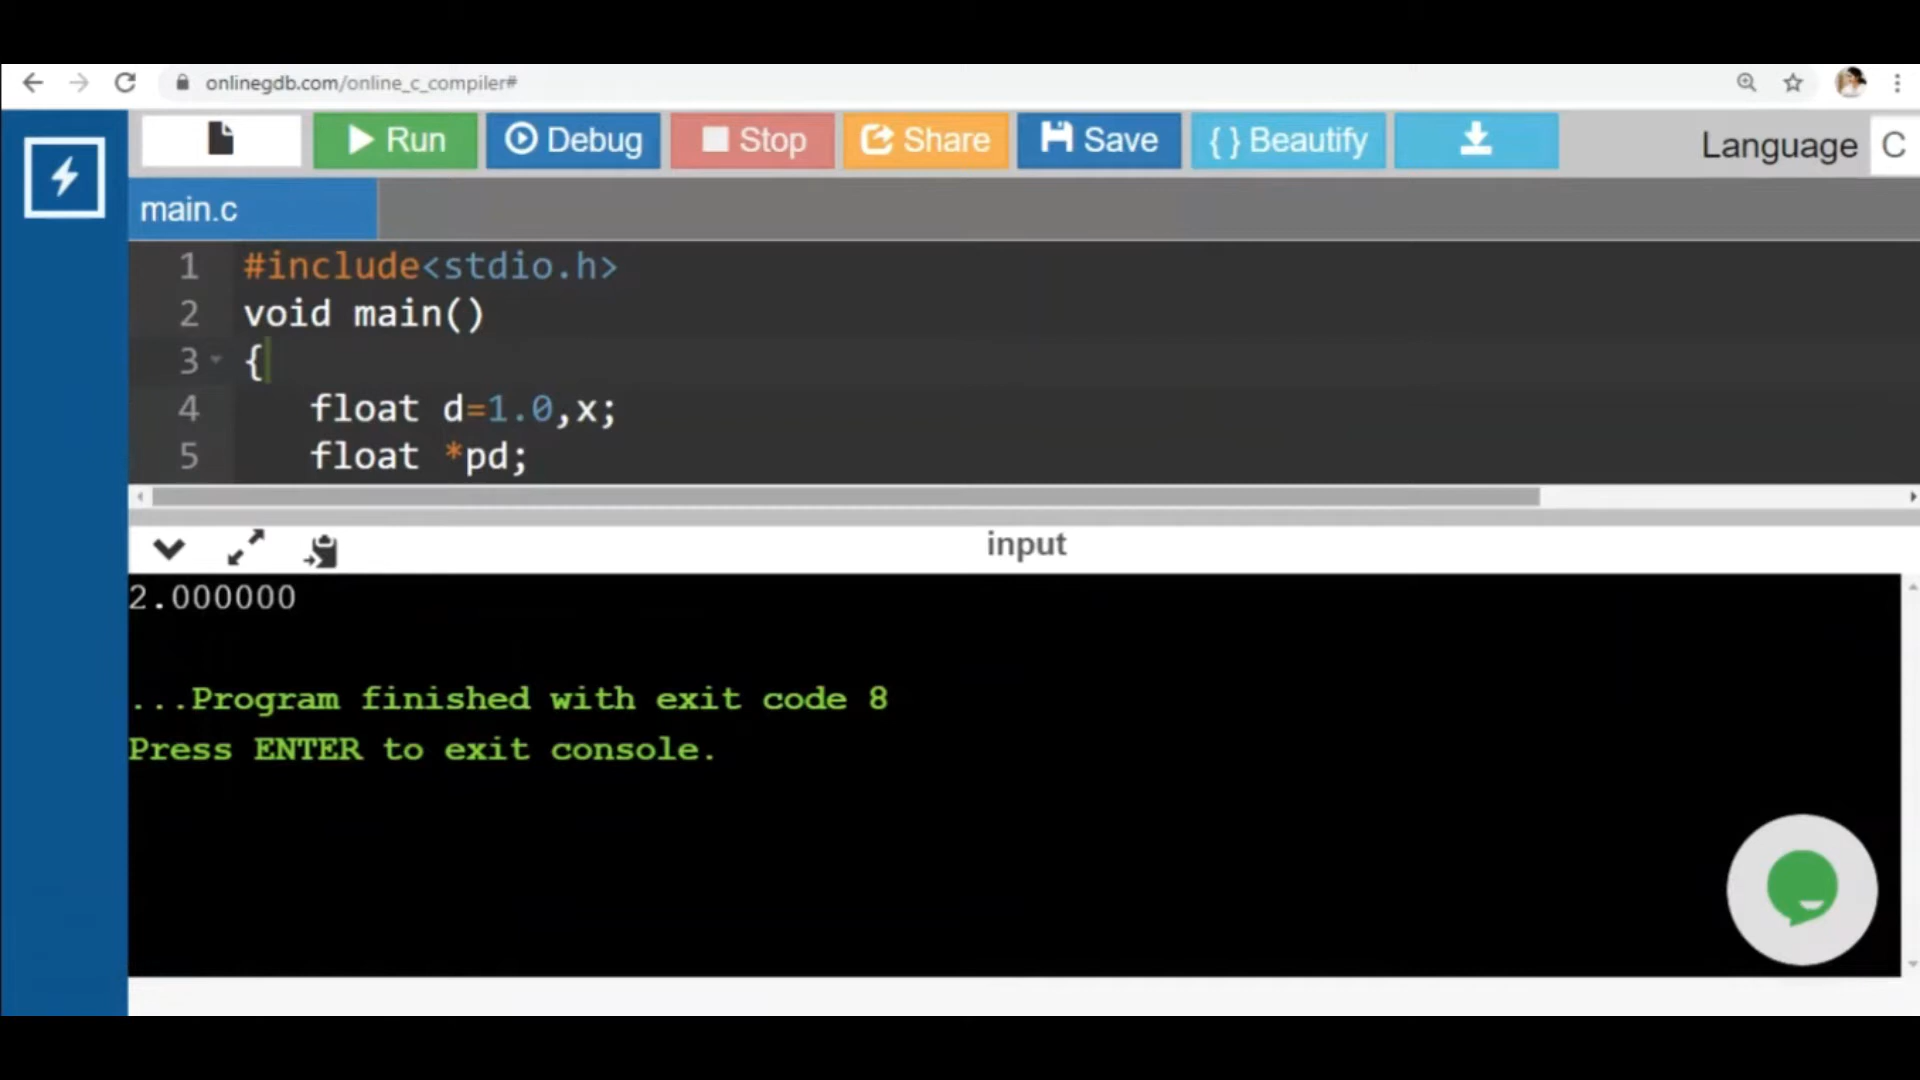 onlinegdb.com/online_c_compiler#
Run Debug Stop Share Save { } Beautify Language C
main.c
1 #include<stdio.h>
2 void main()
3 {
4 float d=1.0,x;
5 float *pd;
input
2.000000
...Program finished with exit code 8
Press ENTER to exit console.